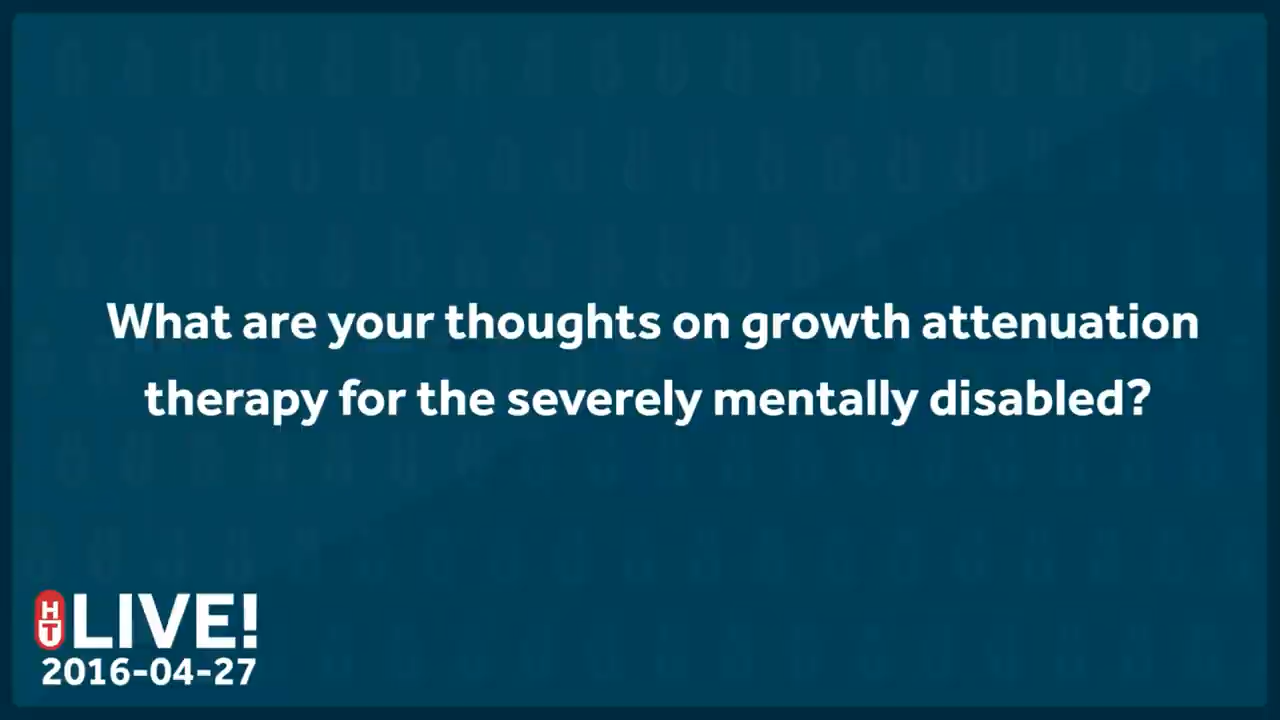 What are your thoughts on growth attenuation
therapy for the severely mentally disabled?
HT LIVE!
2016-04-27